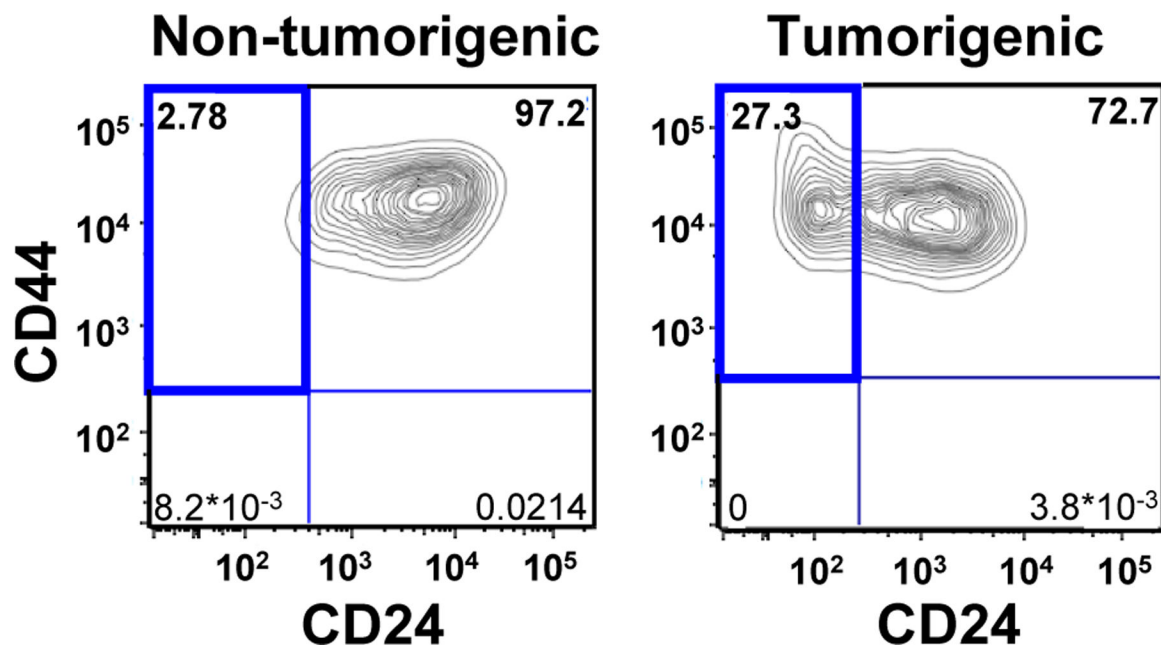 Non-tumorigenic
Tumorigenic
CD44
10⁵
10⁴
10³
10²
2.78
97.2
8.2*10⁻³
0.0214
10² 10³ 10⁴ 10⁵
CD24
10⁵
10⁴
10³
10²
27.3
72.7
0
3.8*10⁻³
10² 10³ 10⁴ 10⁵
CD24